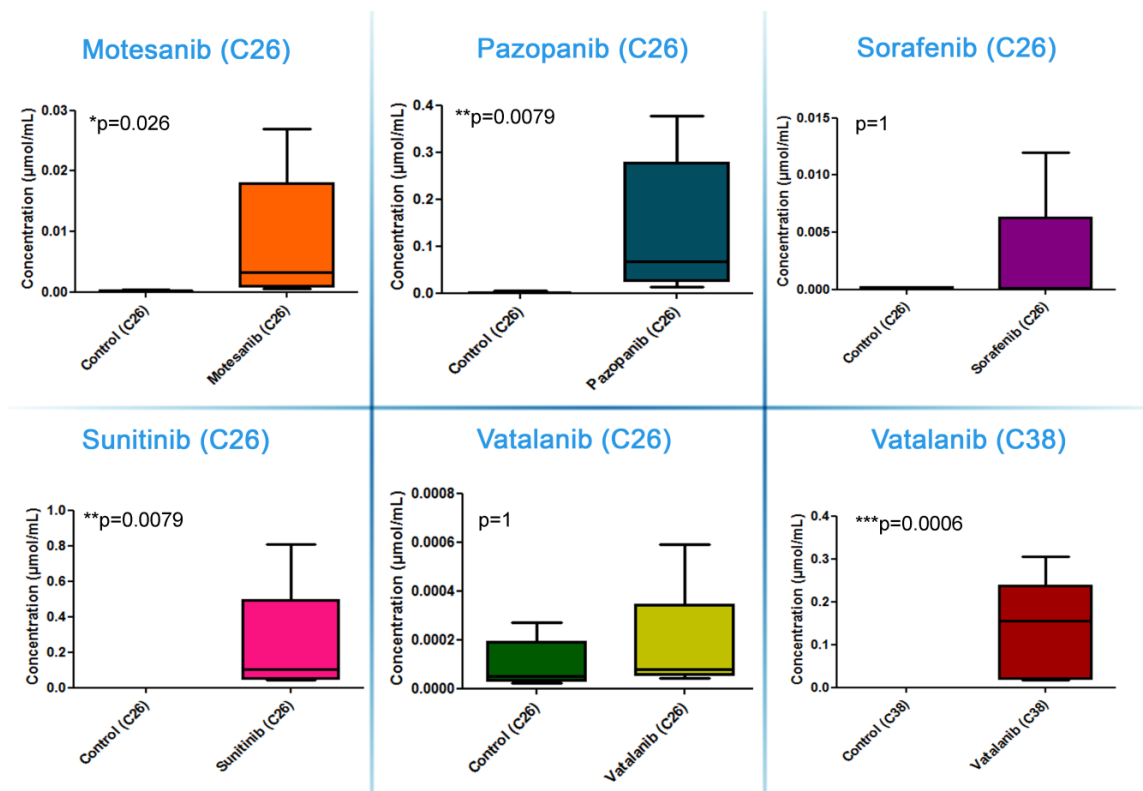 Motesanib (C26)
*p=0.026
Concentration (µmol/mL)
0.03
0.02
0.01
0.00
Control (C26)
Motesanib (C26)
Pazopanib (C26)
**p=0.0079
Concentration (µmol/mL)
0.4
0.3
0.2
0.1
0.0
Control (C26)
Pazopanib (C26)
Sorafenib (C26)
p=1
Concentration (µmol/mL)
0.015
0.010
0.005
0.000
Control (C26)
Sorafenib (C26)
Sunitinib (C26)
**p=0.0079
Concentration (µmol/mL)
1.0
0.8
0.6
0.4
0.2
0.0
Control (C26)
Sunitinib (C26)
Vatalanib (C26)
p=1
Concentration (µmol/mL)
0.0008
0.0006
0.0004
0.0002
0.0000
Control (C26)
Vatalanib (C26)
Vatalanib (C38)
***p=0.0006
Concentration (µmol/mL)
0.4
0.3
0.2
0.1
0.0
Control (C38)
Vatalanib (C38)